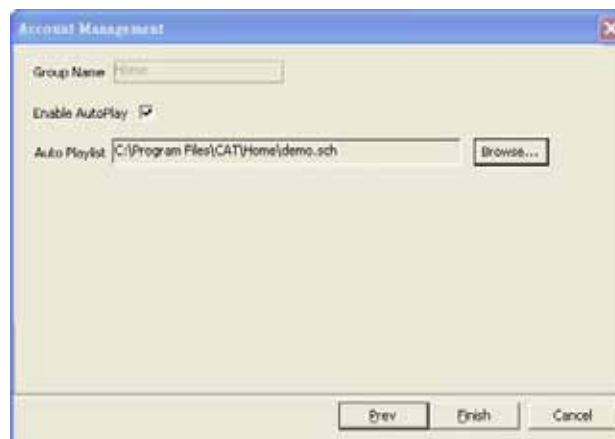 Account Management
Group Name Home
Enable AutoPlay
Auto Playlist C:\Program Files\CAT\Home\demo.sch Browse...
Prev Finish Cancel